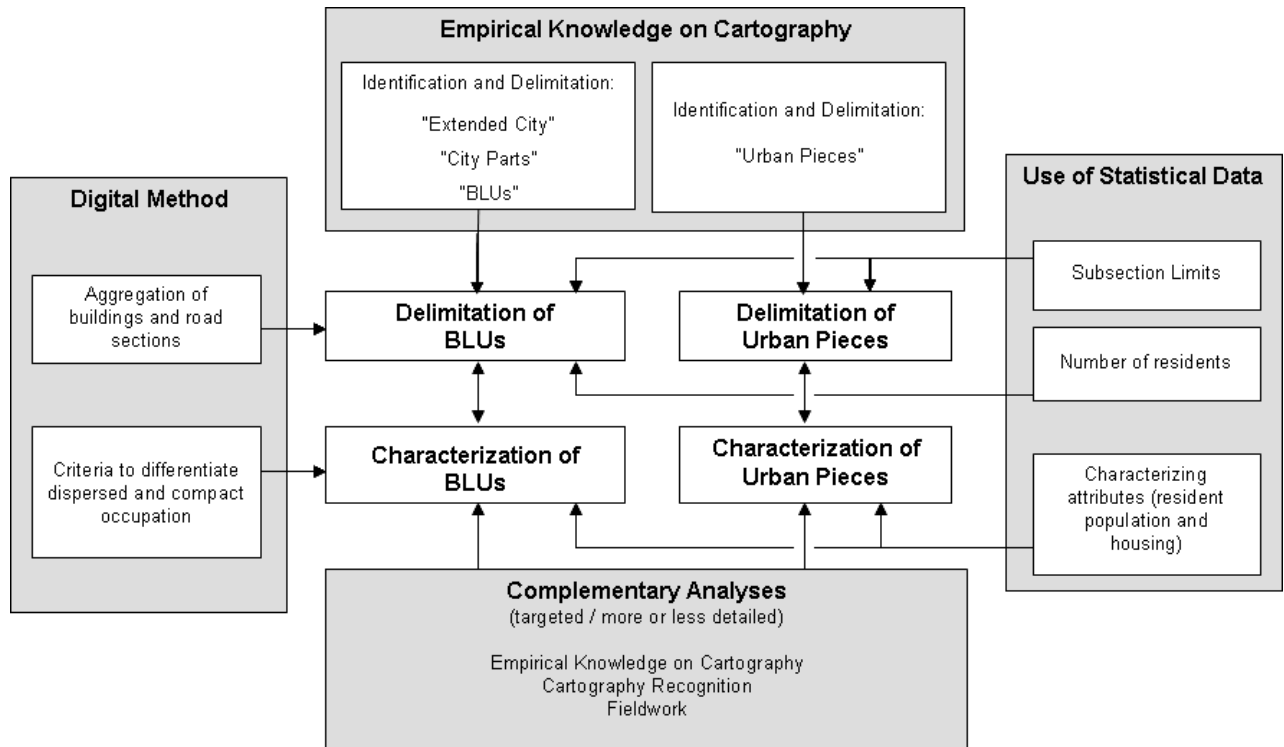 Empirical Knowledge on Cartography
Identification and Delimitation:
"Extended City"
"City Parts"
"BLUs"
Identification and Delimitation:
"Urban Pieces"
Digital Method
Aggregation of
buildings and road
sections
Criteria to differentiate
dispersed and compact
occupation
Delimitation of
BLUs
Delimitation of
Urban Pieces
Characterization of
BLUs
Characterization of
Urban Pieces
Use of Statistical Data
Subsection Limits
Number of residents
Characterizing
attributes (resident
population and
housing)
Complementary Analyses
(targeted / more or less detailed)
Empirical Knowledge on Cartography
Cartography Recognition
Fieldwork